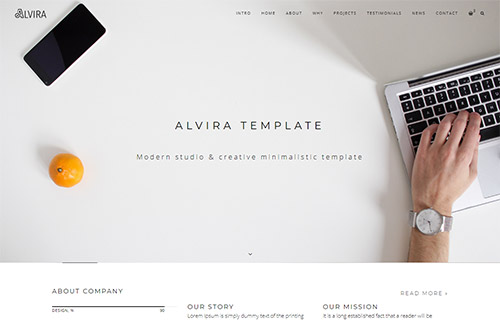 ALVIRA
INTRO HOME ABOUT WHY PROJECTS TESTIMONIALS NEWS CONTACT
ALVIRA TEMPLATE
Modern studio & creative minimalistic template
ABOUT COMPANY
READ MORE »
DESIGN, % 90
OUR STORY
Lorem Ipsum is simply dummy text of the printing
OUR MISSION
It is a long established fact that a reader will be